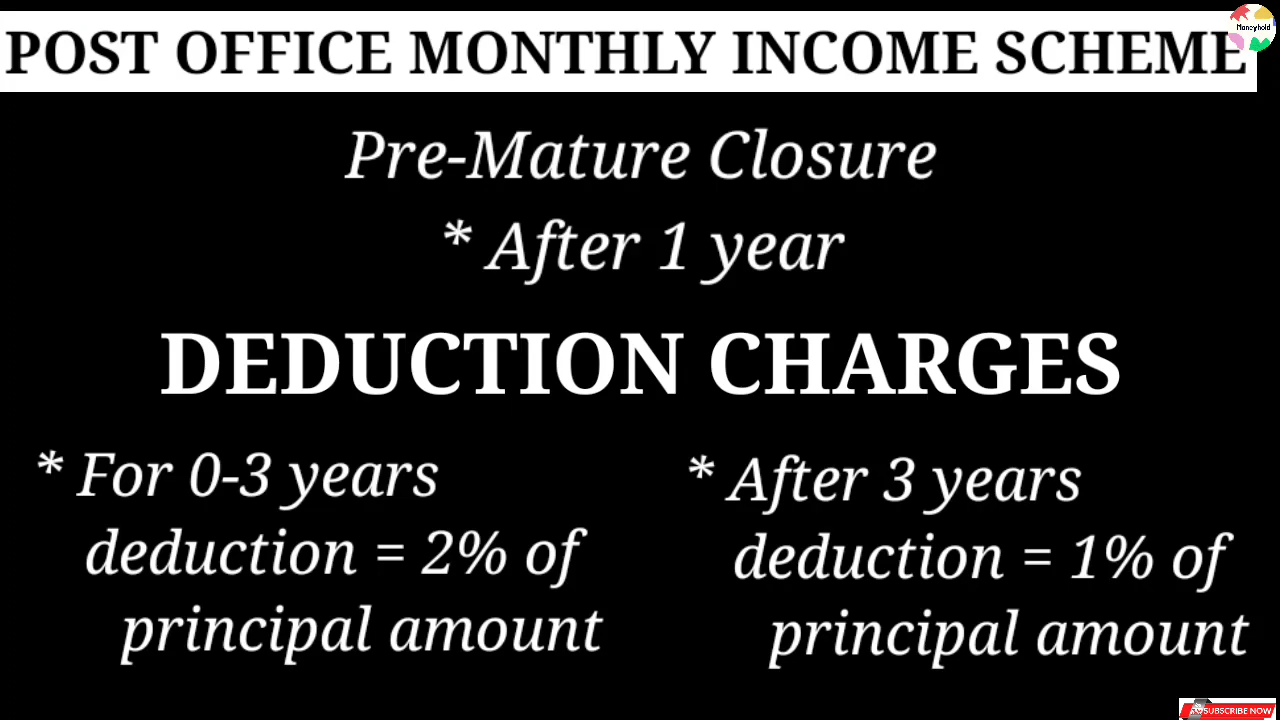 POST OFFICE MONTHLY INCOME SCHEME
Moneyhold
Pre-Mature Closure
* After 1 year
DEDUCTION CHARGES
* For 0-3 years
deduction = 2% of
principal amount
* After 3 years
deduction = 1% of
principal amount
SUBSCRIBE NOW